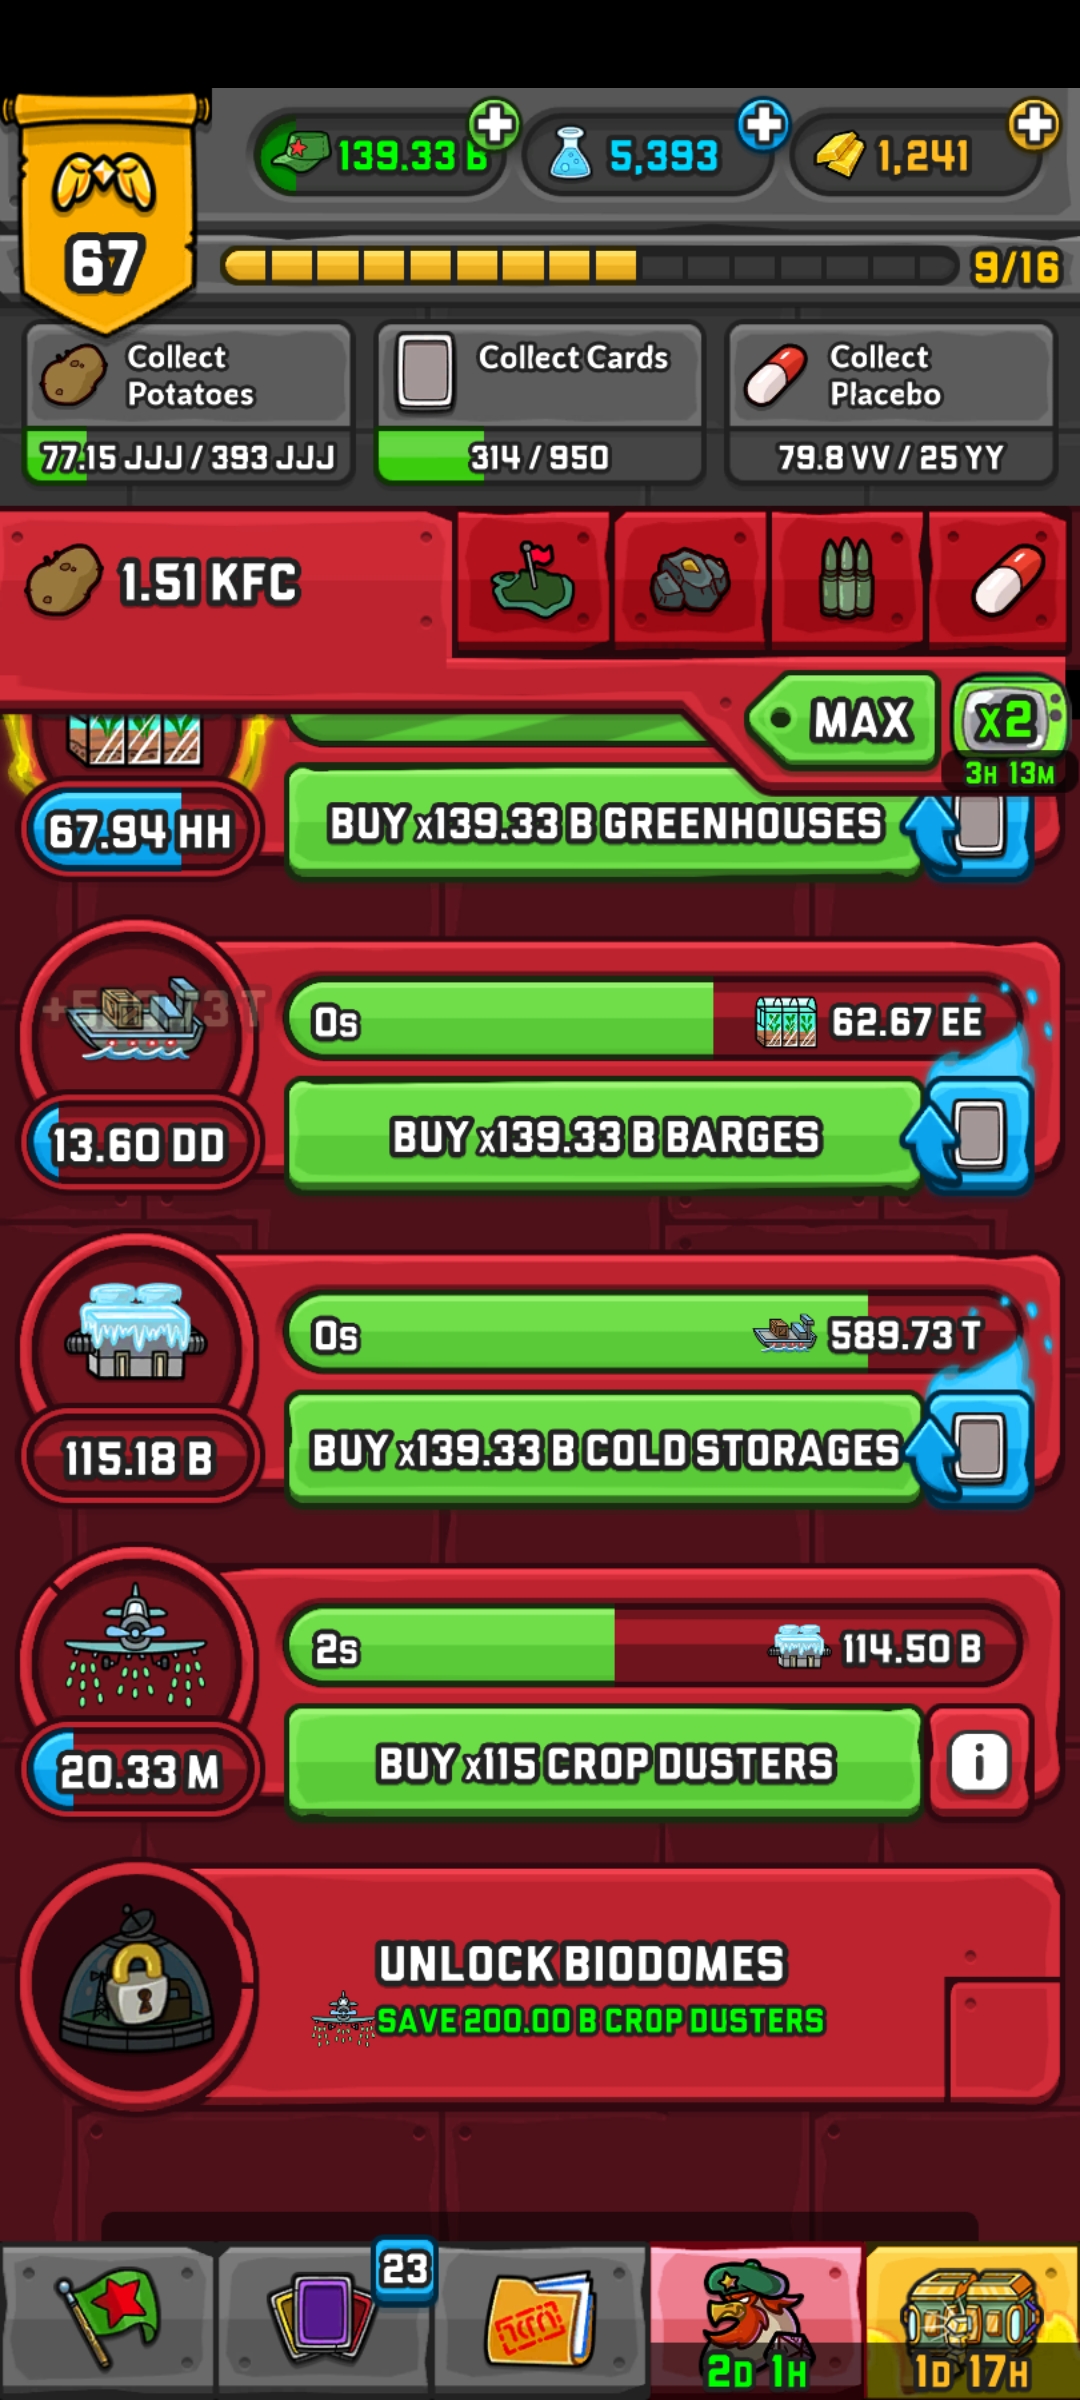 139.33 B
5,393
1,241
67
9/16
Collect
Potatoes
77.15 JJJ / 393 JJJ
Collect Cards
314 / 950
Collect
Placebo
79.8 VV / 25 YY
1.51 KFC
MAX
x2
3H 13M
67.94 HH
BUY x139.33 B GREENHOUSES
0s
62.67 EE
13.60 DD
BUY x139.33 B BARGES
0s
589.73 T
115.18 B
BUY x139.33 B COLD STORAGES
2s
114.50 B
20.33 M
BUY x115 CROP DUSTERS
i
UNLOCK BIODOMES
SAVE 200.00 B CROP DUSTERS
23
2D 1H
1D 17H